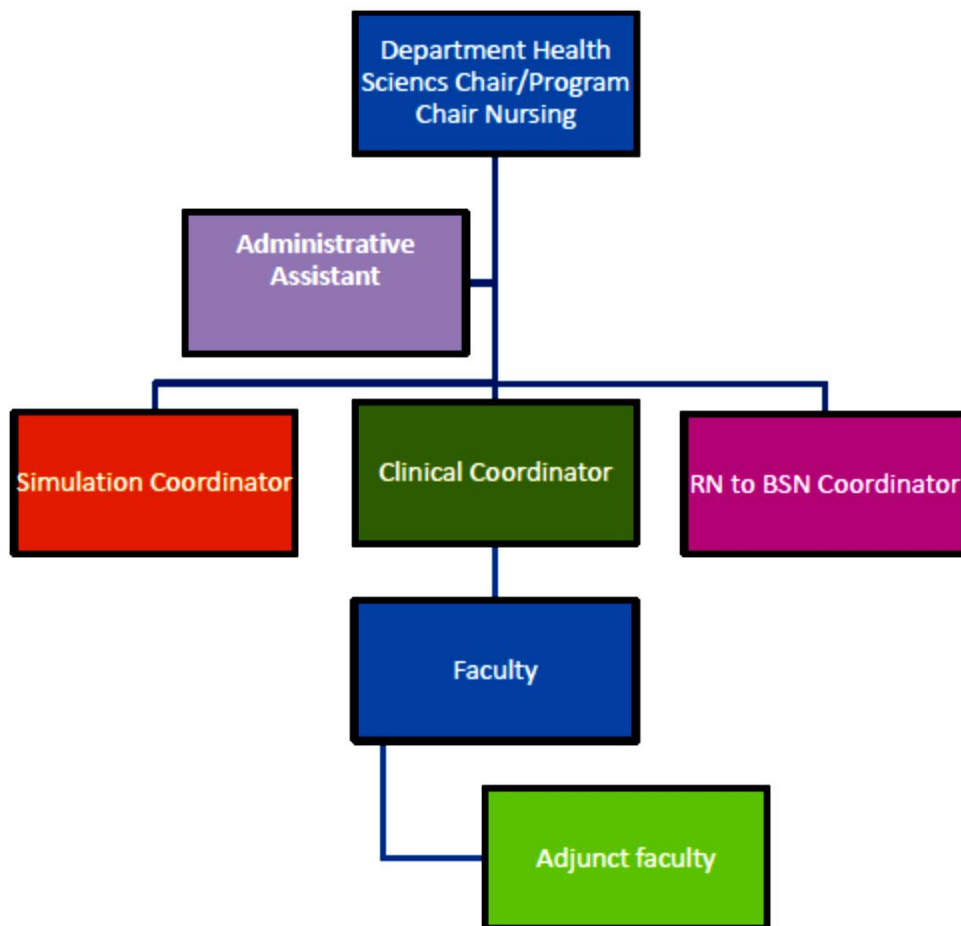 Department Health
Sciencs Chair/Program
Chair Nursing
Administrative
Assistant
Simulation Coordinator
Clinical Coordinator
RN to BSN Coordinator
Faculty
Adjunct faculty